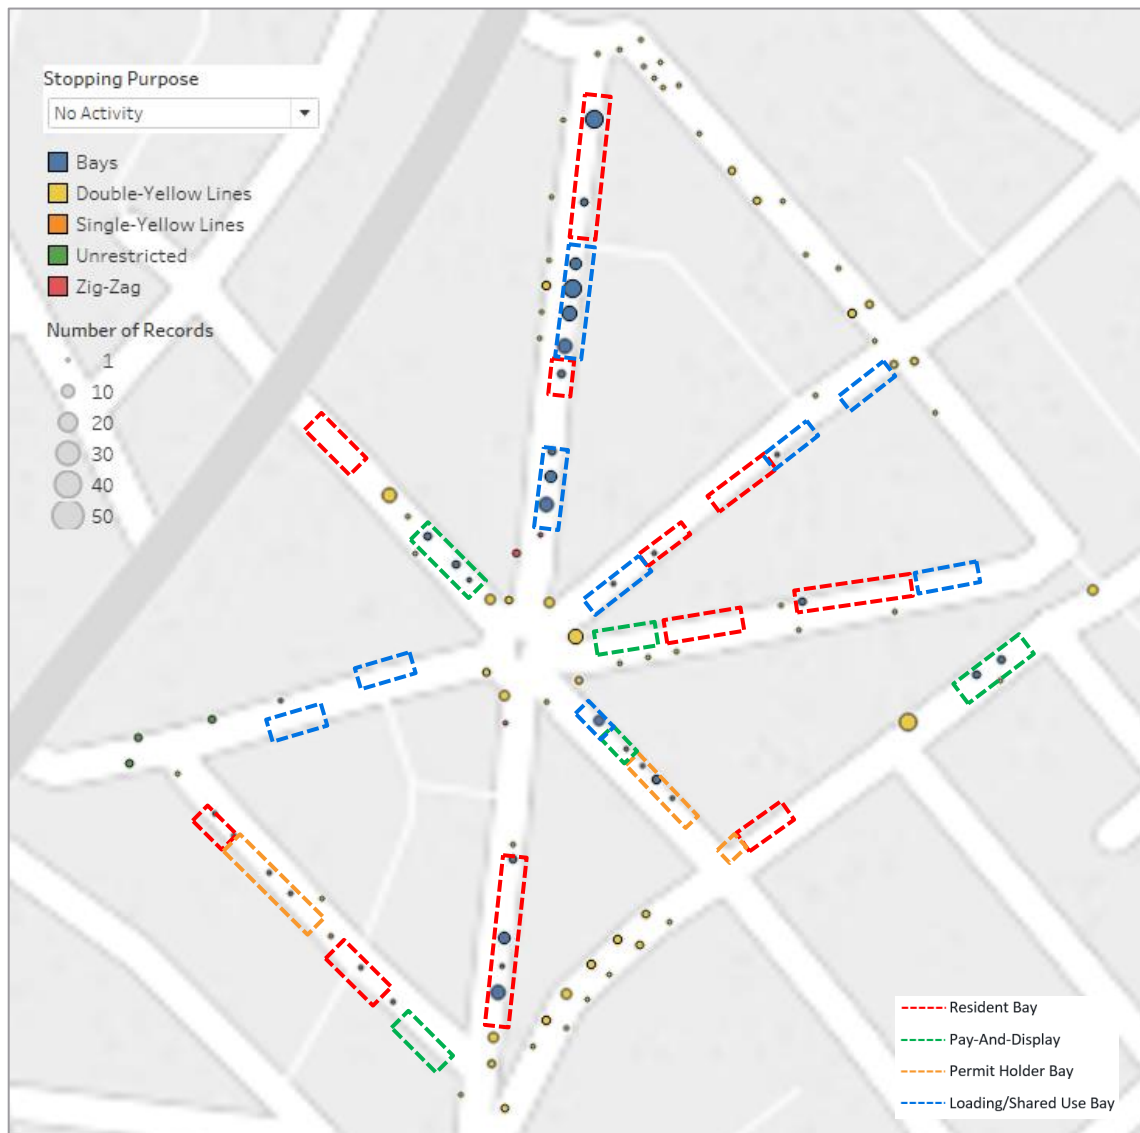 Stopping Purpose
No Activity
Bays
Double-Yellow Lines
Single-Yellow Lines
Unrestricted
Zig-Zag
Number of Records
1
10
20
30
40
50
Resident Bay
Pay-And-Display
Permit Holder Bay
Loading/Shared Use Bay